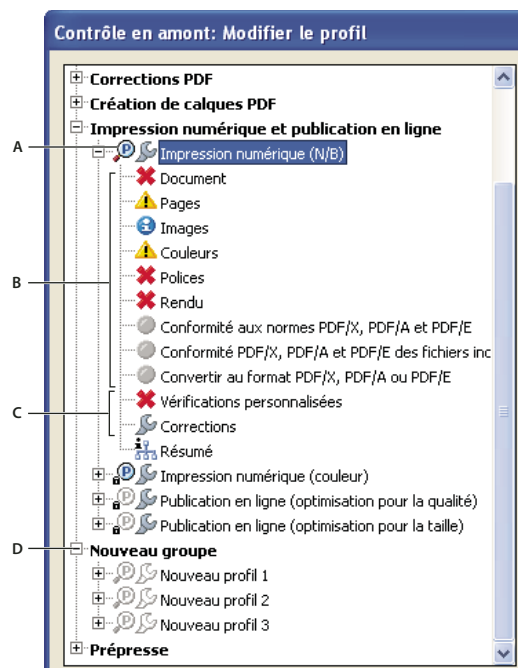 Contrôle en amont: Modifier le profil
Corrections PDF
Création de calques PDF
Impression numérique et publication en ligne
A
Impression numérique (N/B)
Document
Pages
Images
Couleurs
B
Polices
Rendu
Conformité aux normes PDF/X, PDF/A et PDF/E
Conformité PDF/X, PDF/A et PDF/E des fichiers inc
Convertir au format PDF/X, PDF/A ou PDF/E
C
Vérifications personnalisées
Corrections
Résumé
Impression numérique (couleur)
Publication en ligne (optimisation pour la qualité)
Publication en ligne (optimisation pour la taille)
D
Nouveau groupe
Nouveau profil 1
Nouveau profil 2
Nouveau profil 3
Prépresse